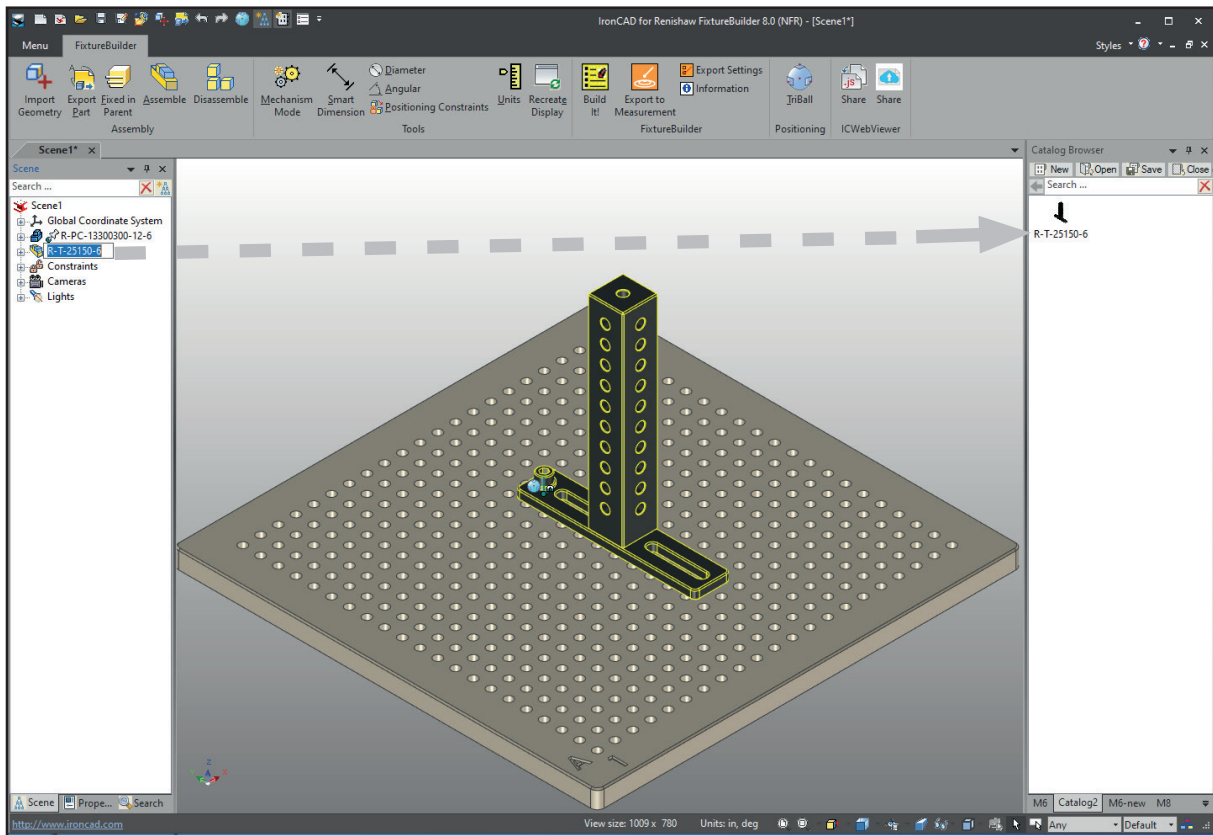 IronCAD for Renishaw FixtureBuilder 8.0 (NFR) - [Scene1*]
Menu FixtureBuilder Styles
Import Geometry Export Part Fixed in Parent Assemble Disassemble
Assembly
Mechanism Mode Smart Dimension Diameter
Angular
Positioning Constraints
Units Recreate Display
Tools
Build It! Export to Measurement Export Settings
Information
FixtureBuilder
TriBall
Positioning
.js Share Share
ICWebViewer
Scene1*
Scene
Search ...
Scene1
Global Coordinate System
R-PC-13300300-12-6
R-T-25150-6
Constraints
Cameras
Lights
Catalog Browser
New Open Save Close
Search ...
R-T-25150-6
A 1
Z
X
Scene Prope... Search
M6 Catalog2 M6-new M8
http://www.ironcad.com View size: 1009 x 780 Units: in, deg Any Default